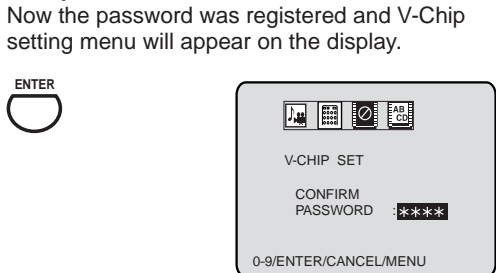 Now the password was registered and V-Chip
setting menu will appear on the display.
ENTER
AB
CD
V-CHIP SET
CONFIRM
PASSWORD :****
0-9/ENTER/CANCEL/MENU